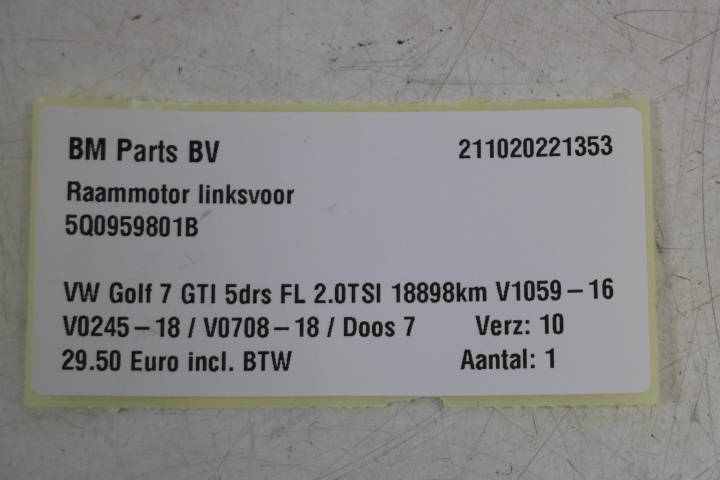 BM Parts BV 211020221353
Raammotor linksvoor
5Q0959801B
VW Golf 7 GTI 5drs FL 2.0TSI 18898km V1059-16
V0245-18 / V0708-18 / Doos 7 Verz: 10
29.50 Euro incl. BTW Aantal: 1